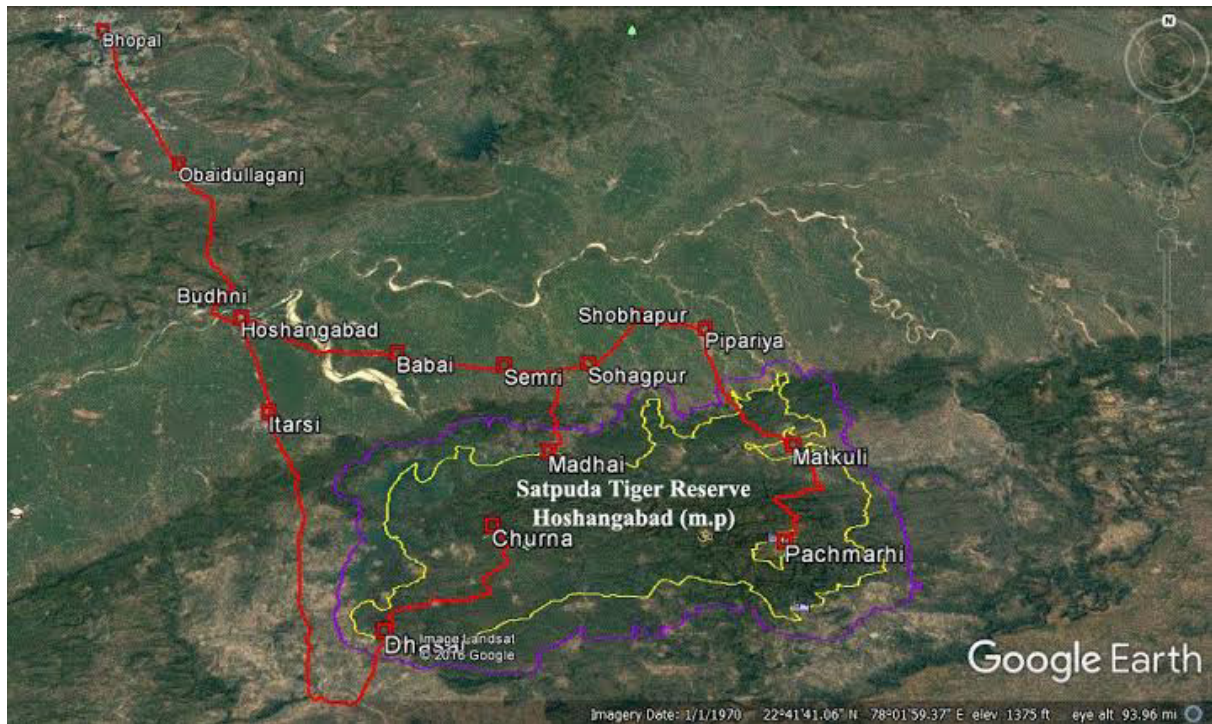 N
Bhopal
Obaidullaganj
Budhni
Hoshangabad
Shobhapur
Pipariya
Babai
Semri
Sohagpur
Itarsi
Madhai
Matkuli
Satpuda Tiger Reserve
Hoshangabad (m.p)
Churna
Pachmarhi
Dhasai
Image Landsat
© 2016 Google
Google Earth
Imagery Date: 1/1/1970 22°41'41.06" N 78°01'59.37" E elev 1375 ft eye alt 93.96 mi